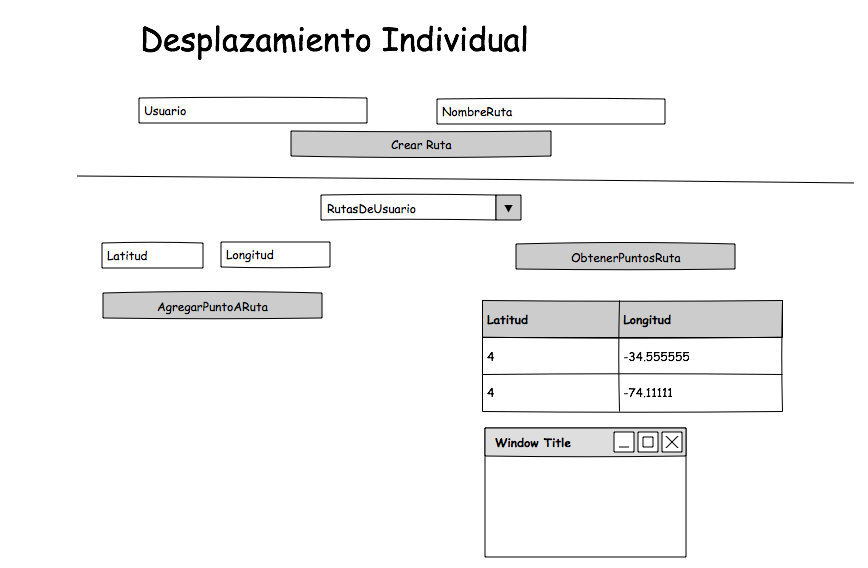 Desplazamiento Individual
Usuario
NombreRuta
Crear Ruta
RutasDeUsuario
Latitud
Longitud
ObtenerPuntosRuta
AgregarPuntoARuta
Latitud Longitud
4 -34.555555
4 -74.11111
Window Title